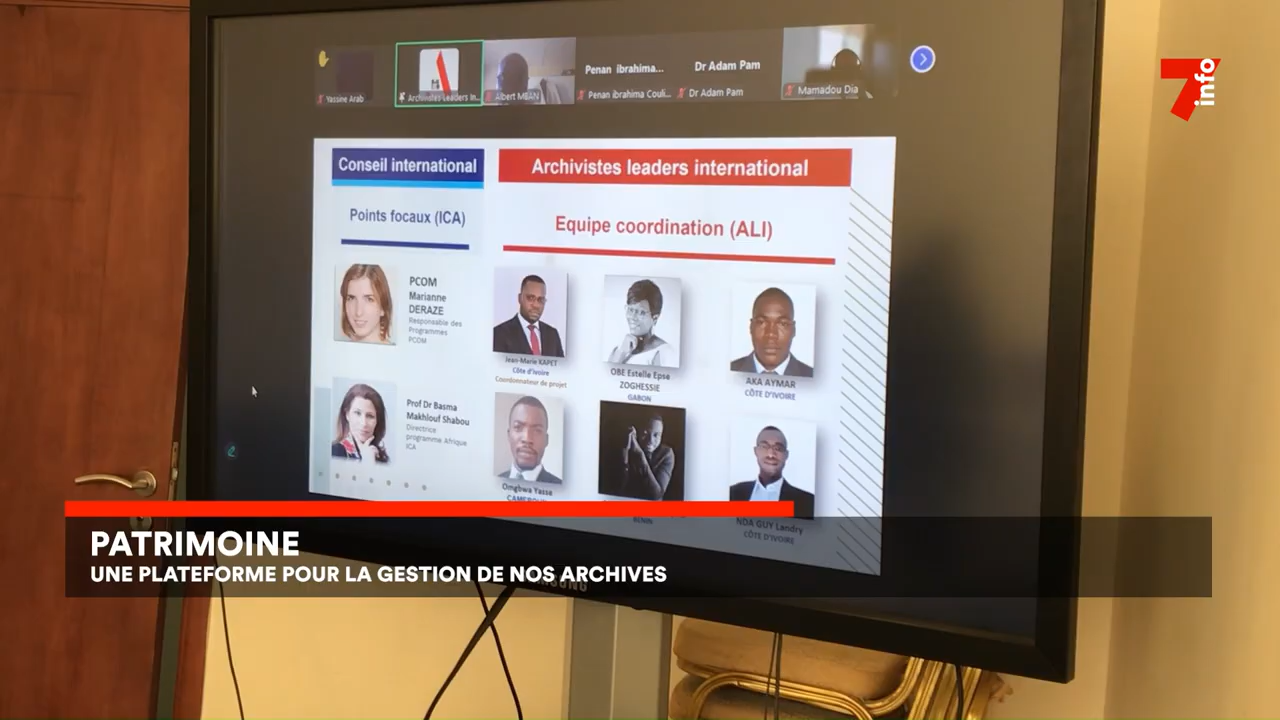 Penan ibrahima...
Dr Adam Pam
Yassine Arab
Archivistes Leaders In...
Albert MBAN
Penan ibrahima Couli...
Dr Adam Pam
Mamadou Dia
7info
Conseil international
Archivistes leaders international
Points focaux (ICA)
Equipe coordination (ALI)
PCOM
Marianne
DERAZE
Responsable des
Programmes
PCOM
Jean-Marie KAPET
Côte d'Ivoire
Coordonnateur de projet
OBE Estelle Epse
ZOGHESSIE
GABON
AKA AYMAR
CÔTE D'IVOIRE
Prof Dr Basma
Makhlouf Shabou
Directrice
programme Afrique
ICA
Omgbwa Yasse
CAMEROUN
BENIN
NDA GUY Landry
CÔTE D'IVOIRE
PATRIMOINE
UNE PLATEFORME POUR LA GESTION DE NOS ARCHIVES
SAMSUNG